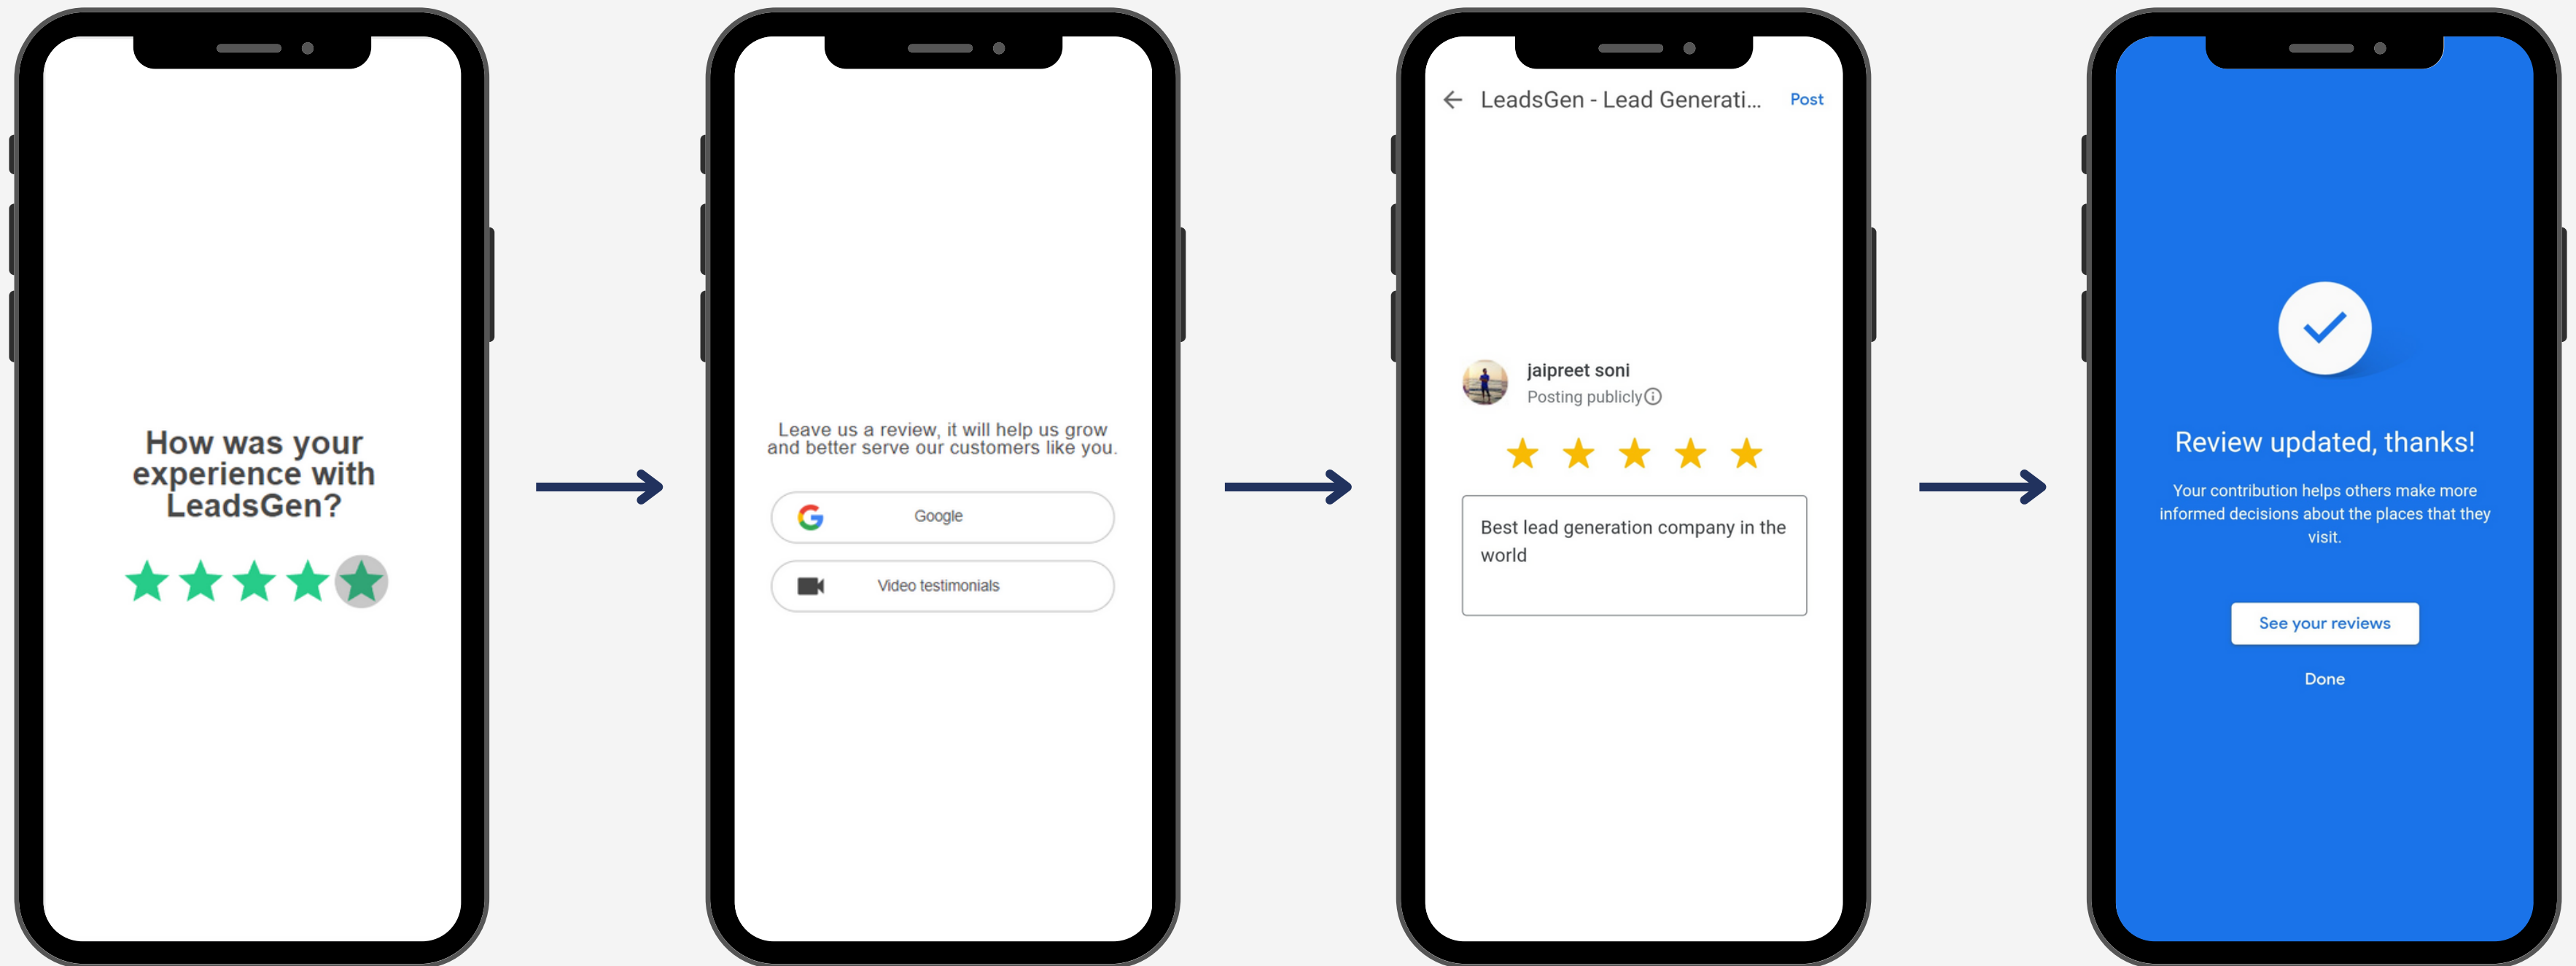 How was your
experience with
LeadsGen?
Leave us a review, it will help us grow
and better serve our customers like you.
Google
Video testimonials
LeadsGen - Lead Generati...
Post
jaipreet soni
Posting publicly
Best lead generation company in the
world
Review updated, thanks!
Your contribution helps others make more
informed decisions about the places that they
visit.
See your reviews
Done